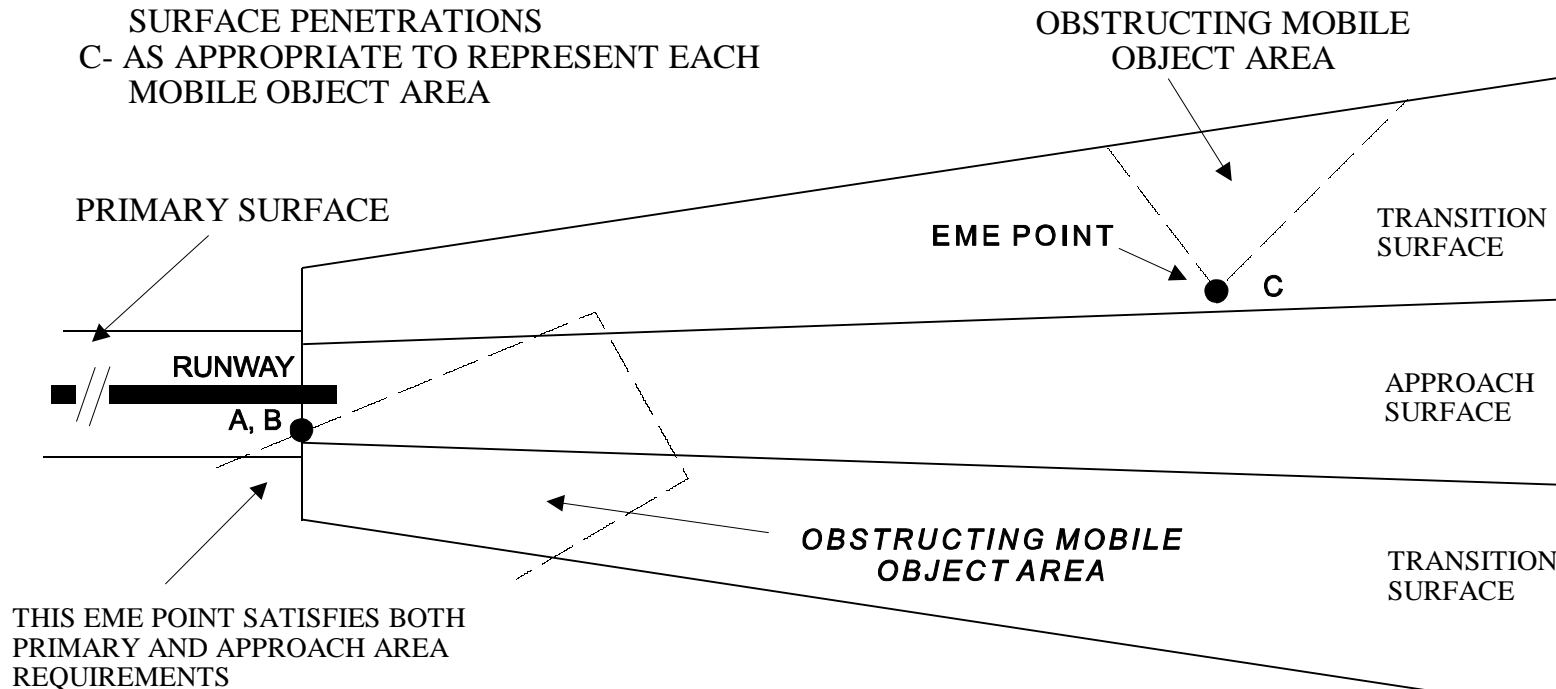 SURFACE PENETRATIONS
C- AS APPROPRIATE TO REPRESENT EACH
MOBILE OBJECT AREA
OBSTRUCTING MOBILE
OBJECT AREA
PRIMARY SURFACE
EME POINT
TRANSITION
SURFACE
C
RUNWAY
A, B
APPROACH
SURFACE
OBSTRUCTING MOBILE
OBJECT AREA
TRANSITION
SURFACE
THIS EME POINT SATISFIES BOTH
PRIMARY AND APPROACH AREA
REQUIREMENTS